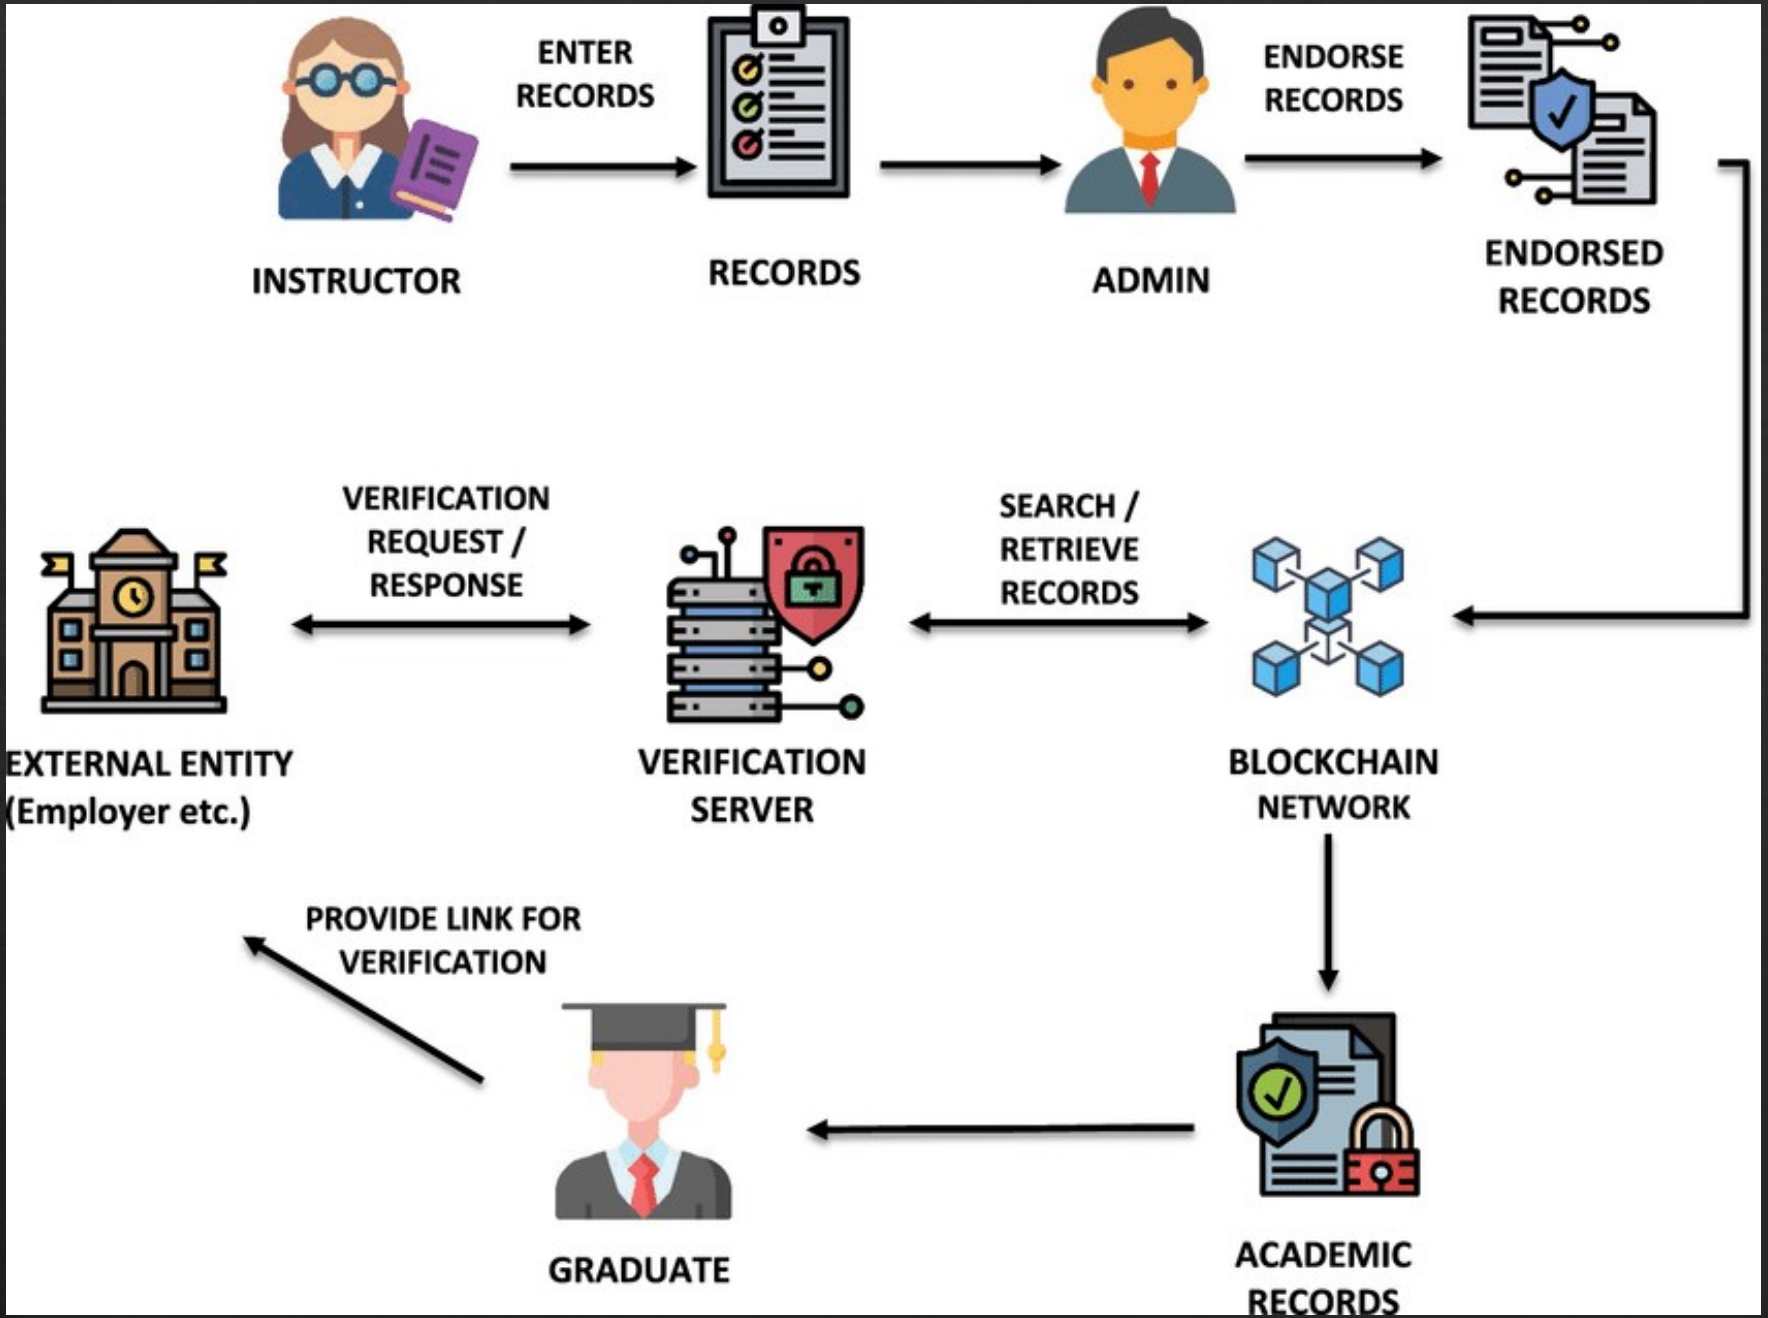 ENTER
RECORDS
ENDORSE
RECORDS
INSTRUCTOR
RECORDS
ADMIN
ENDORSED
RECORDS
VERIFICATION
REQUEST /
RESPONSE
SEARCH /
RETRIEVE
RECORDS
EXTERNAL ENTITY
(Employer etc.)
VERIFICATION
SERVER
BLOCKCHAIN
NETWORK
PROVIDE LINK FOR
VERIFICATION
GRADUATE
ACADEMIC
RECORDS